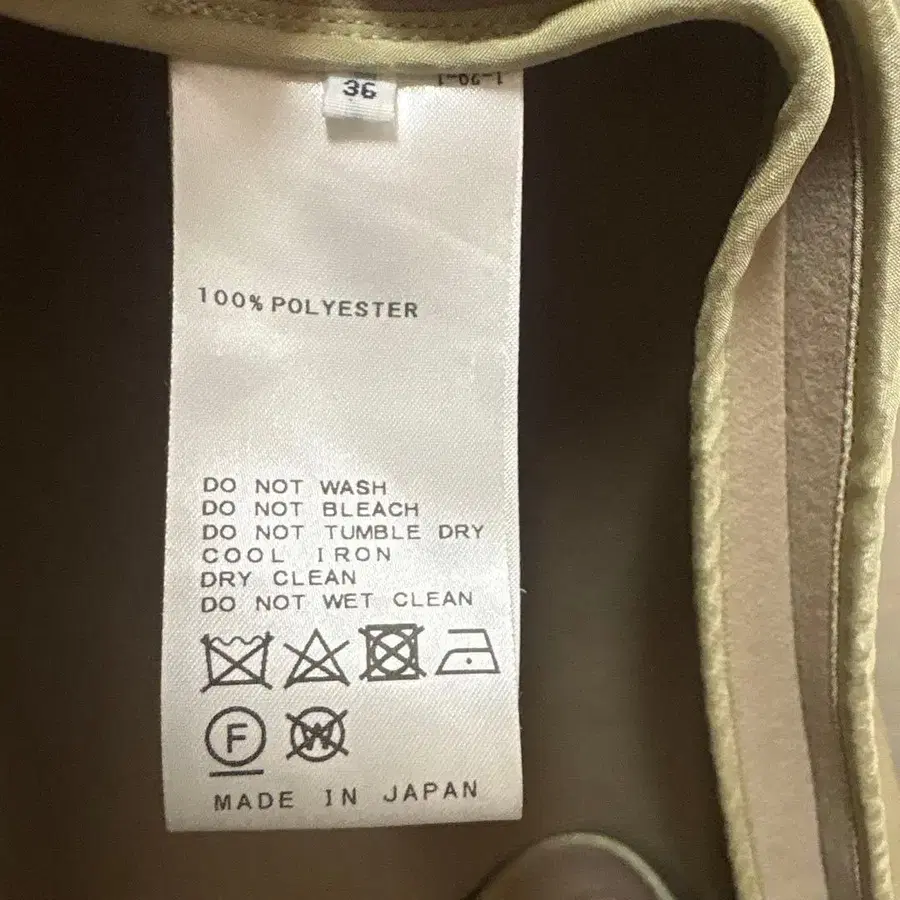 36
100% POLYESTER
DO NOT WASH
DO NOT BLEACH
DO NOT TUMBLE DRY
COOL IRON
DRY CLEAN
DO NOT WET CLEAN
F
W
MADE IN JAPAN